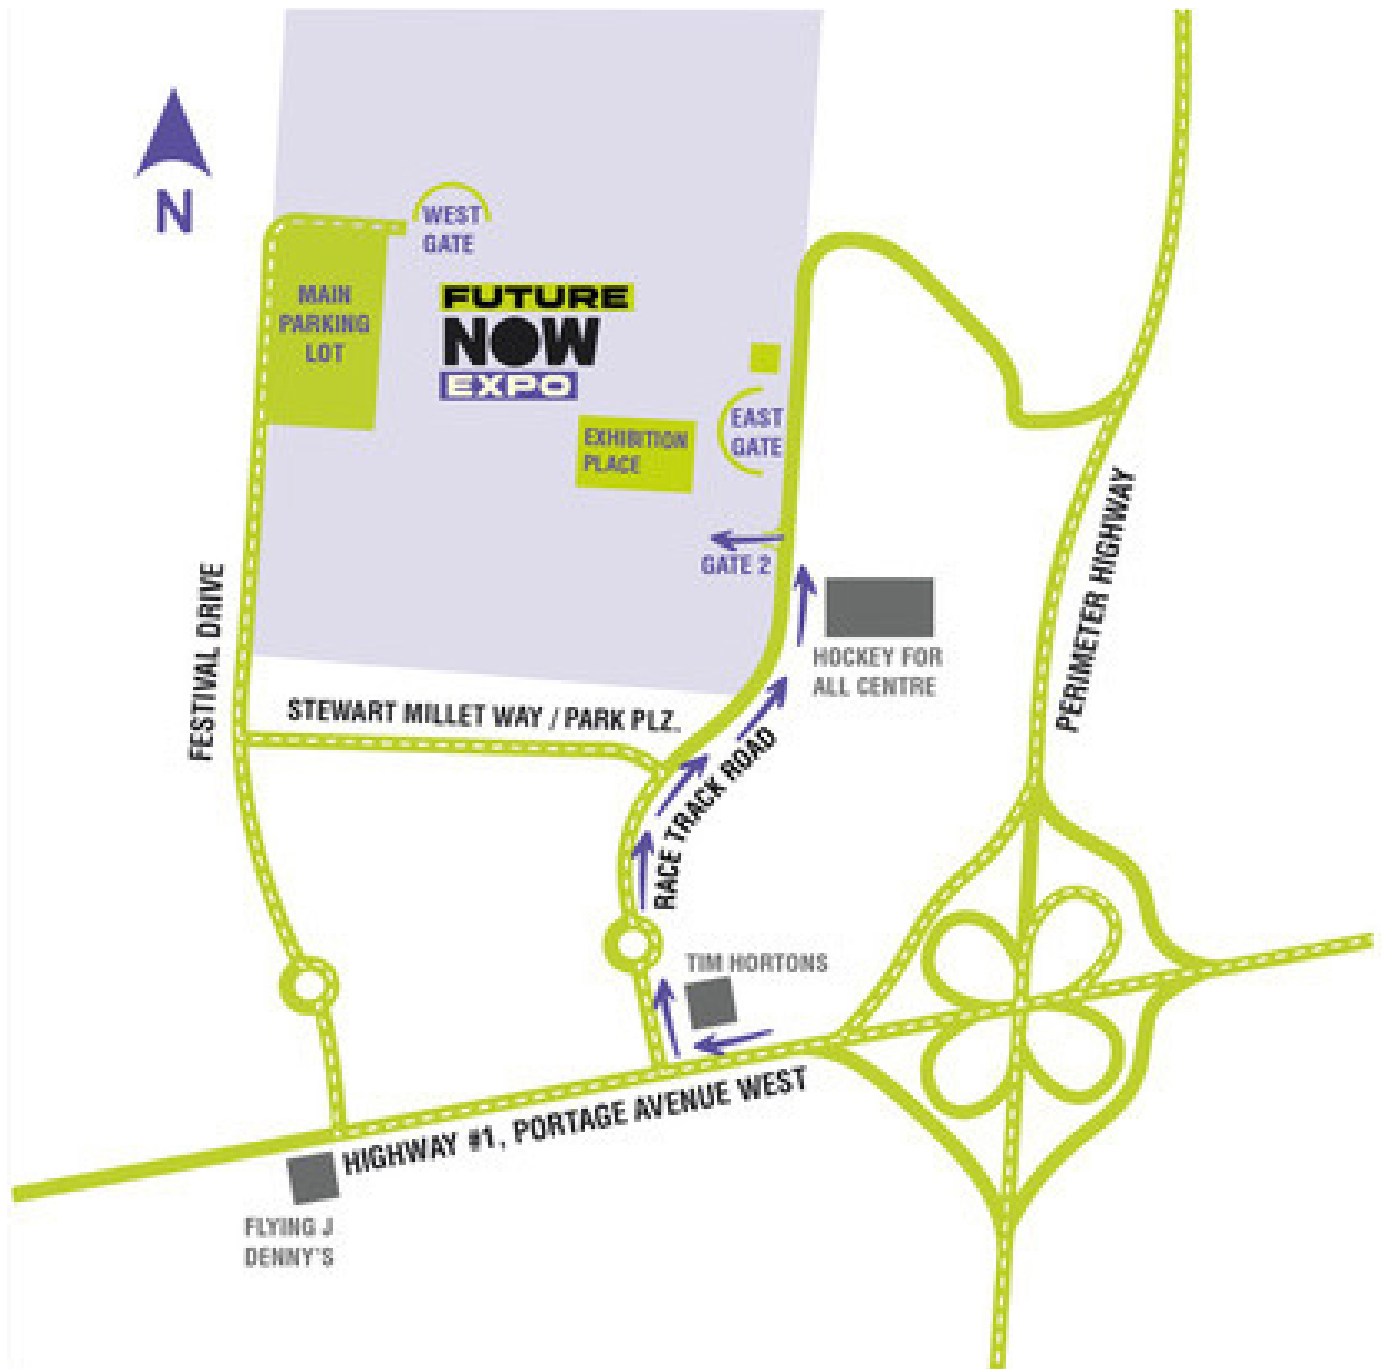 N
WEST
GATE
MAIN
PARKING
LOT
FUTURE
NOW
EXPO
EAST
GATE
EXHIBITION
PLACE
GATE 2
HOCKEY FOR
ALL CENTRE
PERIMETER HIGHWAY
FESTIVAL DRIVE
STEWART MILLET WAY / PARK PLZ.
RACE TRACK ROAD
TIM HORTONS
HIGHWAY #1, PORTAGE AVENUE WEST
FLYING J
DENNY'S